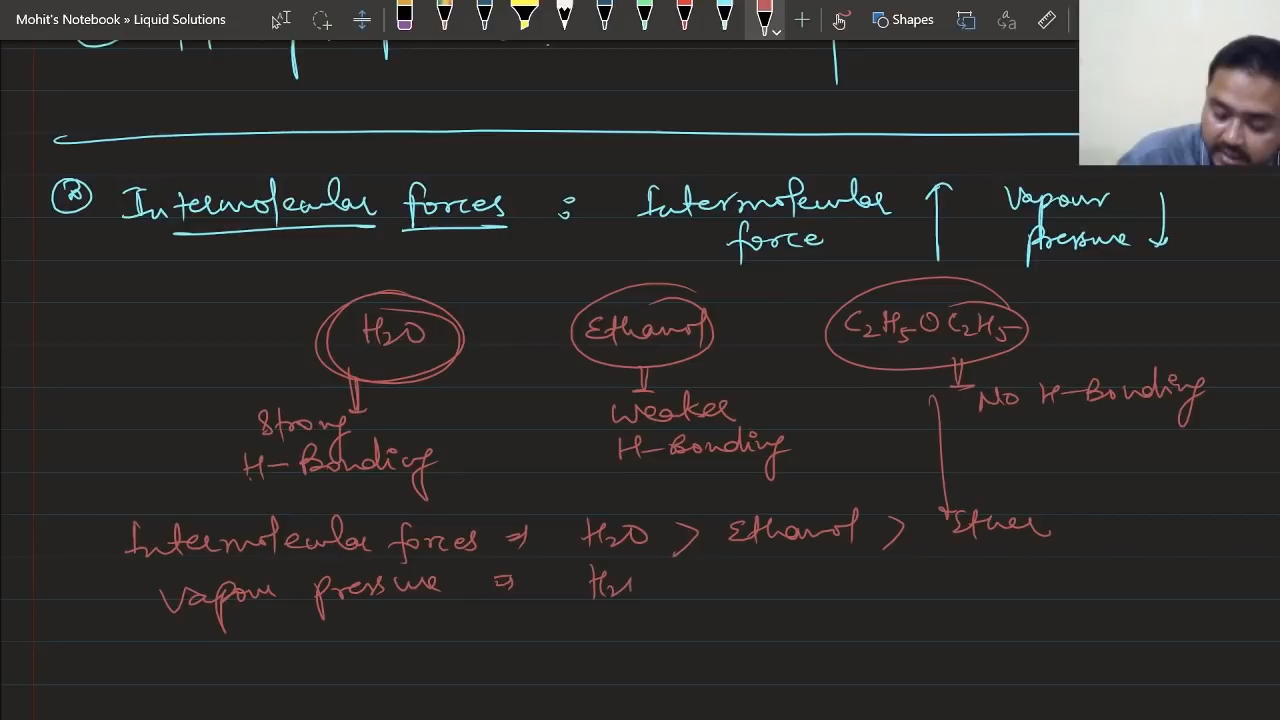 Mohit's Notebook » Liquid Solutions
Shapes
② Intermolecular forces : Intermolecular force ↑ Vapour pressure ↓
H₂O Ethanol C₂H₅OC₂H₅
Strong H-Bonding
Weaker H-Bonding
No H-Bonding
Intermolecular forces ⇒ H₂O > Ethanol > Ether
Vapour pressure ⇒ H₂